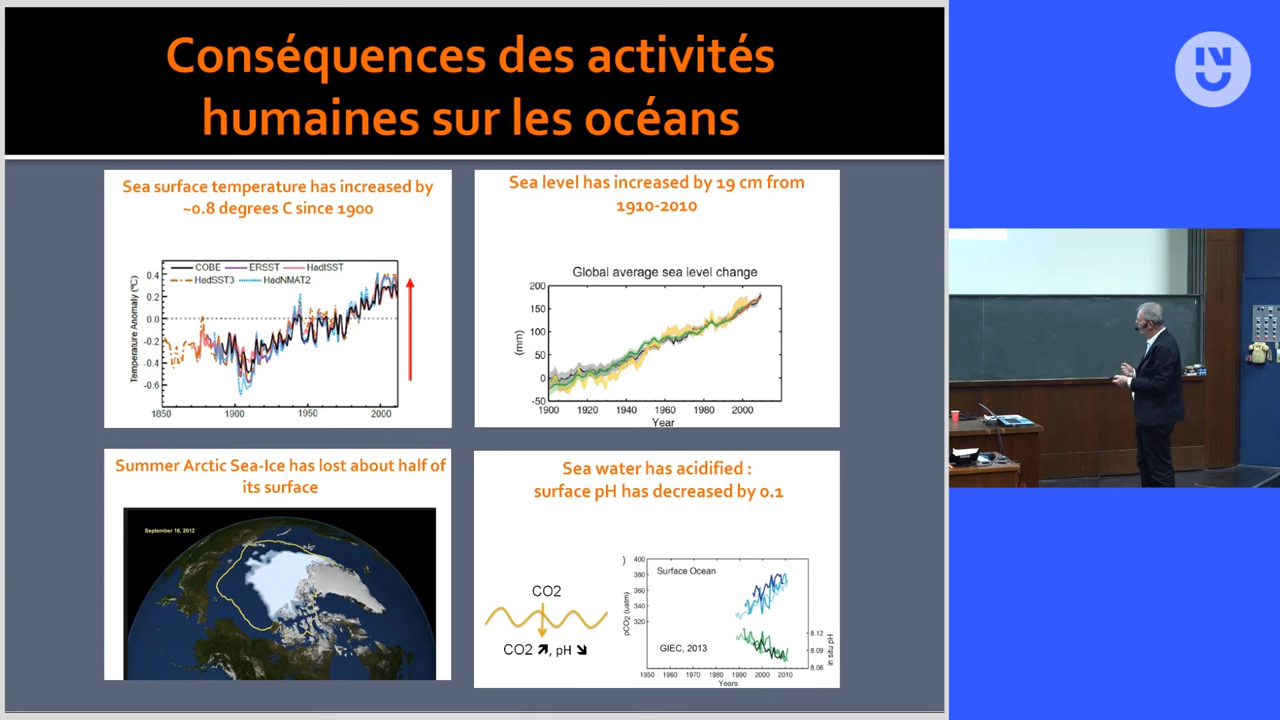 Conséquences des activités
humaines sur les océans
Sea surface temperature has increased by
~0.8 degrees C since 1900
COBE ERSST HadISST
HadSST3 HadNMAT2
Temperature Anomaly (ºC)
0.4
0.2
0.0
-0.2
-0.4
-0.6
1850 1900 1950 2000
Sea level has increased by 19 cm from
1910-2010
Global average sea level change
(mm)
200
150
100
50
0
-50
1900 1920 1940 1960 1980 2000
Year
Summer Arctic Sea-Ice has lost about half of
its surface
September 16, 2012
Sea water has acidified :
surface pH has decreased by 0.1
CO2
CO2 ↗, pH ↘
)
Surface Ocean
pCO2 (uatm)
400
380
360
340
320
GIEC, 2013
8.12
8.09
8.06
in situ pH
1950 1960 1970 1980 1990 2000 2010
Years